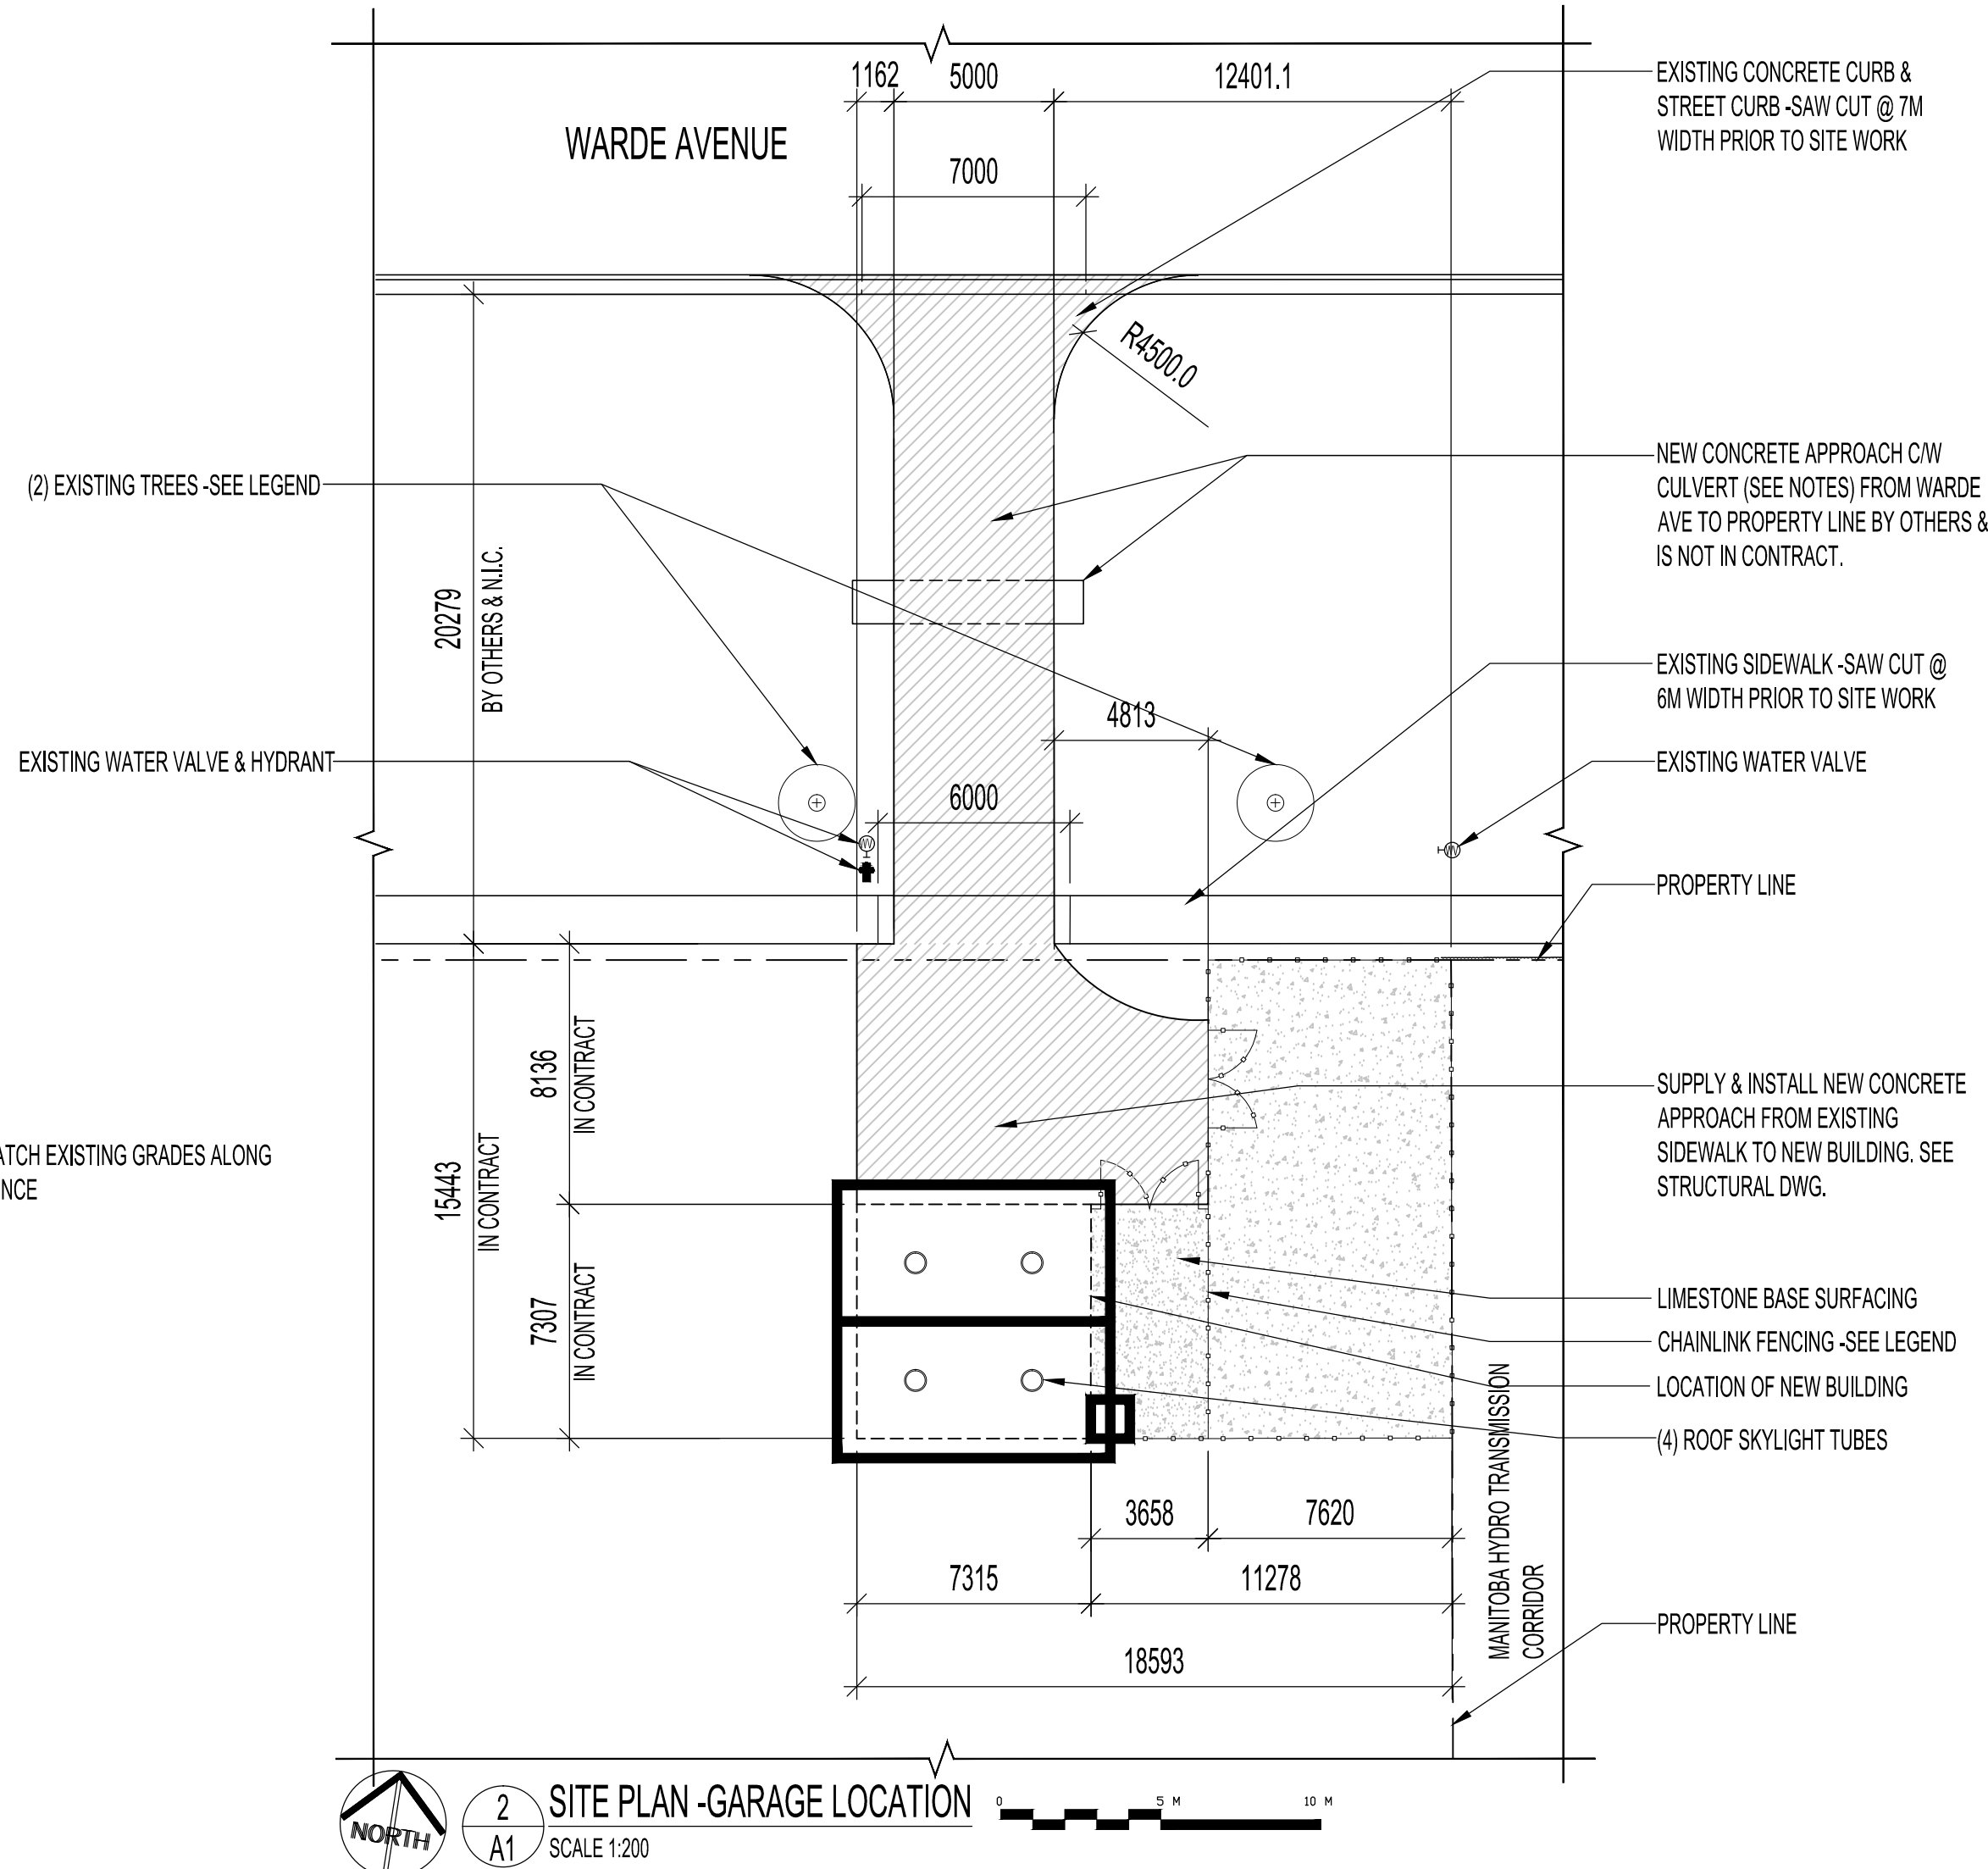 1162
5000
12401.1
EXISTING CONCRETE CURB &
STREET CURB -SAW CUT @ 7M
WIDTH PRIOR TO SITE WORK
WARDE AVENUE
7000
R4500.0
NEW CONCRETE APPROACH C/W
CULVERT (SEE NOTES) FROM WARDE
AVE TO PROPERTY LINE BY OTHERS &
IS NOT IN CONTRACT.
(2) EXISTING TREES -SEE LEGEND
20279
BY OTHERS & N.I.C.
EXISTING SIDEWALK -SAW CUT @
6M WIDTH PRIOR TO SITE WORK
4813
EXISTING WATER VALVE & HYDRANT
EXISTING WATER VALVE
6000
WV
WV
PROPERTY LINE
8136
IN CONTRACT
SUPPLY & INSTALL NEW CONCRETE
APPROACH FROM EXISTING
SIDEWALK TO NEW BUILDING. SEE
STRUCTURAL DWG.
ATCH EXISTING GRADES ALONG
NCE
15443
IN CONTRACT
7307
IN CONTRACT
LIMESTONE BASE SURFACING
CHAINLINK FENCING -SEE LEGEND
LOCATION OF NEW BUILDING
(4) ROOF SKYLIGHT TUBES
MANITOBA HYDRO TRANSMISSION
CORRIDOR
3658
7620
7315
11278
18593
PROPERTY LINE
NORTH
2
A1
SITE PLAN -GARAGE LOCATION
SCALE 1:200
0
5 M
10 M